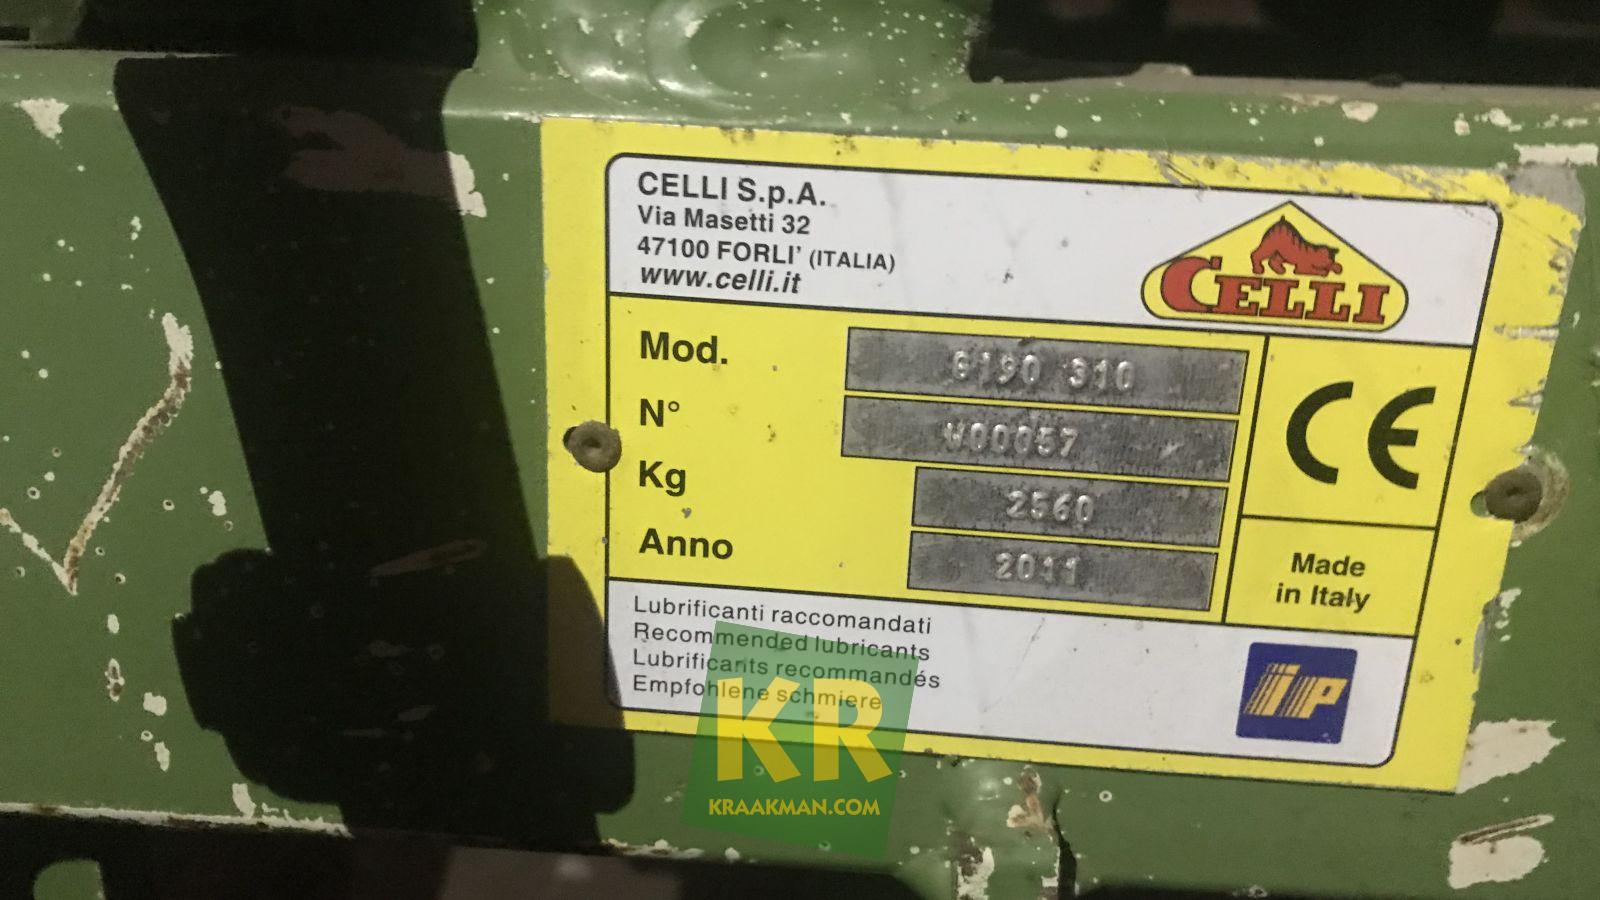 CELLI S.p.A.
Via Masetti 32
47100 FORLI' (ITALIA)
www.celli.it
CELLI
Mod. G190 310
N° W00057
Kg 2560
Anno 2011
CE
Made
in Italy
Lubrificanti raccomandati
Recommended lubricants
Lubrificants recommandés
Empfohlene schmiere
IP
KR
KRAAKMAN.COM